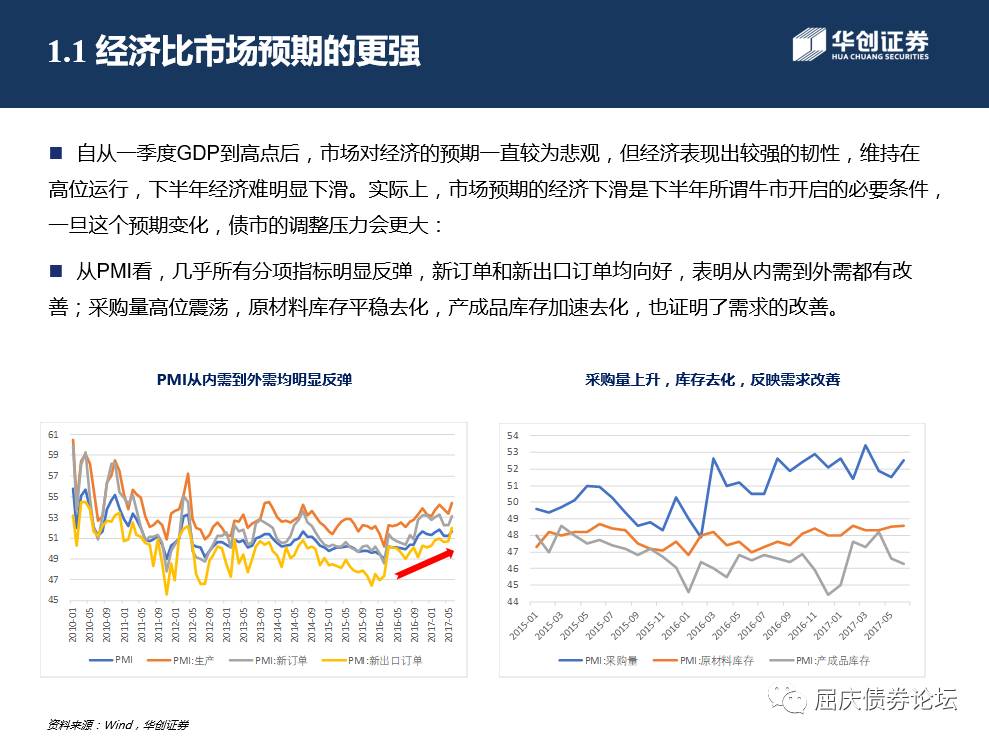 1.1 经济比市场预期的更强
华创证券
HUA CHUANG SECURITIES
■ 自从一季度GDP到高点后，市场对经济的预期一直较为悲观，但经济表现出较强的韧性，维持在
高位运行，下半年经济难明显下滑。实际上，市场预期的经济下滑是下半年所谓牛市开启的必要条件，
一旦这个预期变化，债市的调整压力会更大：
■ 从PMI看，几乎所有分项指标明显反弹，新订单和新出口订单均向好，表明从内需到外需都有改
善；采购量高位震荡，原材料库存平稳去化，产成品库存加速去化，也证明了需求的改善。
PMI从内需到外需均明显反弹
61
59
57
55
53
51
49
47
45
2010-01 2010-05 2010-09 2011-01 2011-05 2011-09 2012-01 2012-05 2012-09 2013-01 2013-05 2013-09 2014-01 2014-05 2014-09 2015-01 2015-05 2015-09 2016-01 2016-05 2016-09 2017-01 2017-05
PMI PMI:生产 PMI:新订单 PMI:新出口订单
采购量上升，库存去化，反映需求改善
54
53
52
51
50
49
48
47
46
45
44
2015-01 2015-03 2015-05 2015-07 2015-09 2015-11 2016-01 2016-03 2016-05 2016-07 2016-09 2016-11 2017-01 2017-03 2017-05
PMI:采购量 PMI:原材料库存 PMI:产成品库存
屈庆债券论坛
资料来源：Wind，华创证券